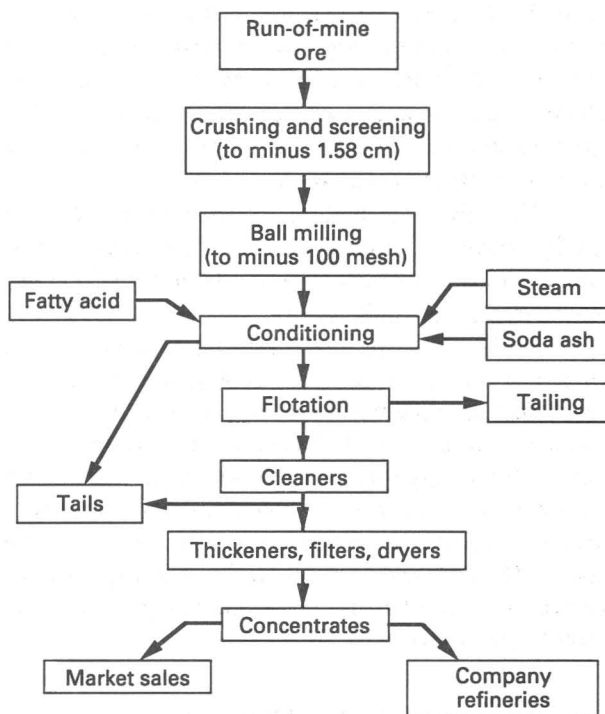 Run-of-mine
ore
Crushing and screening
(to minus 1.58 cm)
Ball milling
(to minus 100 mesh)
Fatty acid
Steam
Conditioning
Soda ash
Flotation
Tailing
Cleaners
Tails
Thickeners, filters, dryers
Concentrates
Market sales
Company
refineries